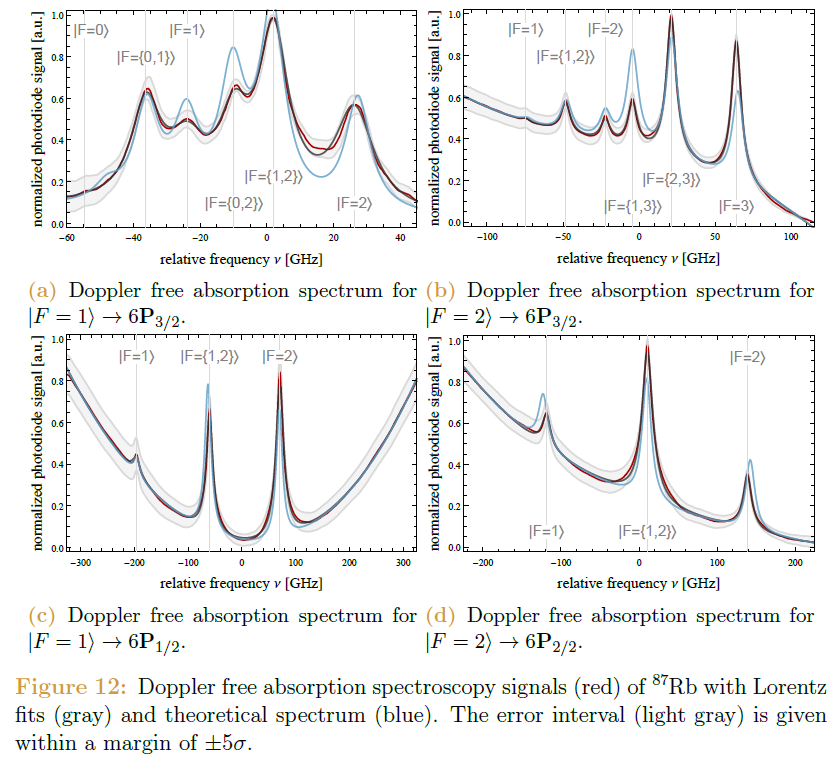 normalized photodiode signal [a.u.]
1.0
0.8
0.6
0.4
0.2
0.0
|F=0⟩
|F=1⟩
|F={0,1}⟩
|F={1,2}⟩
|F={0,2}⟩
|F=2⟩
-60
-40
-20
0
20
40
relative frequency ν [GHz]
normalized photodiode signal [a.u.]
1.0
0.8
0.6
0.4
0.2
0.0
|F=1⟩
|F=2⟩
|F={1,2}⟩
|F={2,3}⟩
|F={1,3}⟩
|F=3⟩
-100
-50
0
50
100
relative frequency ν [GHz]
(a) Doppler free absorption spectrum for
|F = 1⟩ → 6P3/2.
(b) Doppler free absorption spectrum for
|F = 2⟩ → 6P3/2.
normalized photodiode signal [a.u.]
1.0
0.8
0.6
0.4
0.2
0.0
|F=1⟩
|F={1,2}⟩
|F=2⟩
-300
-200
-100
0
100
200
300
relative frequency ν [GHz]
normalized photodiode signal [a.u.]
1.0
0.8
0.6
0.4
0.2
0.0
|F=2⟩
|F=1⟩
|F={1,2}⟩
-200
-100
0
100
200
relative frequency ν [GHz]
(c) Doppler free absorption spectrum for
|F = 1⟩ → 6P1/2.
(d) Doppler free absorption spectrum for
|F = 2⟩ → 6P2/2.
Figure 12: Doppler free absorption spectroscopy signals (red) of 87Rb with Lorentz
fits (gray) and theoretical spectrum (blue). The error interval (light gray) is given
within a margin of ±5σ.